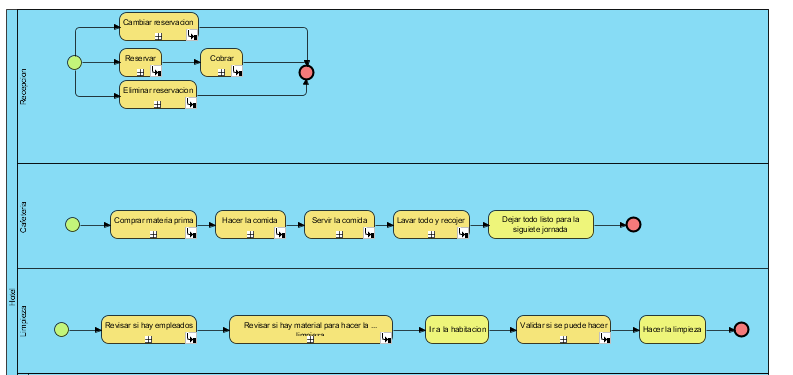 Hotel
Recepcion
Cambiar reservacion
Reservar
Cobrar
Eliminar reservacion
Cafeteria
Comprar materia prima
Hacer la comida
Servir la comida
Lavar todo y recojer
Dejar todo listo para la
siguiete jornada
Limpieza
Revisar si hay empleados
Revisar si hay material para hacer la ...
limpieza
Ir a la habitacion
Validar si se puede hacer
Hacer la limpieza